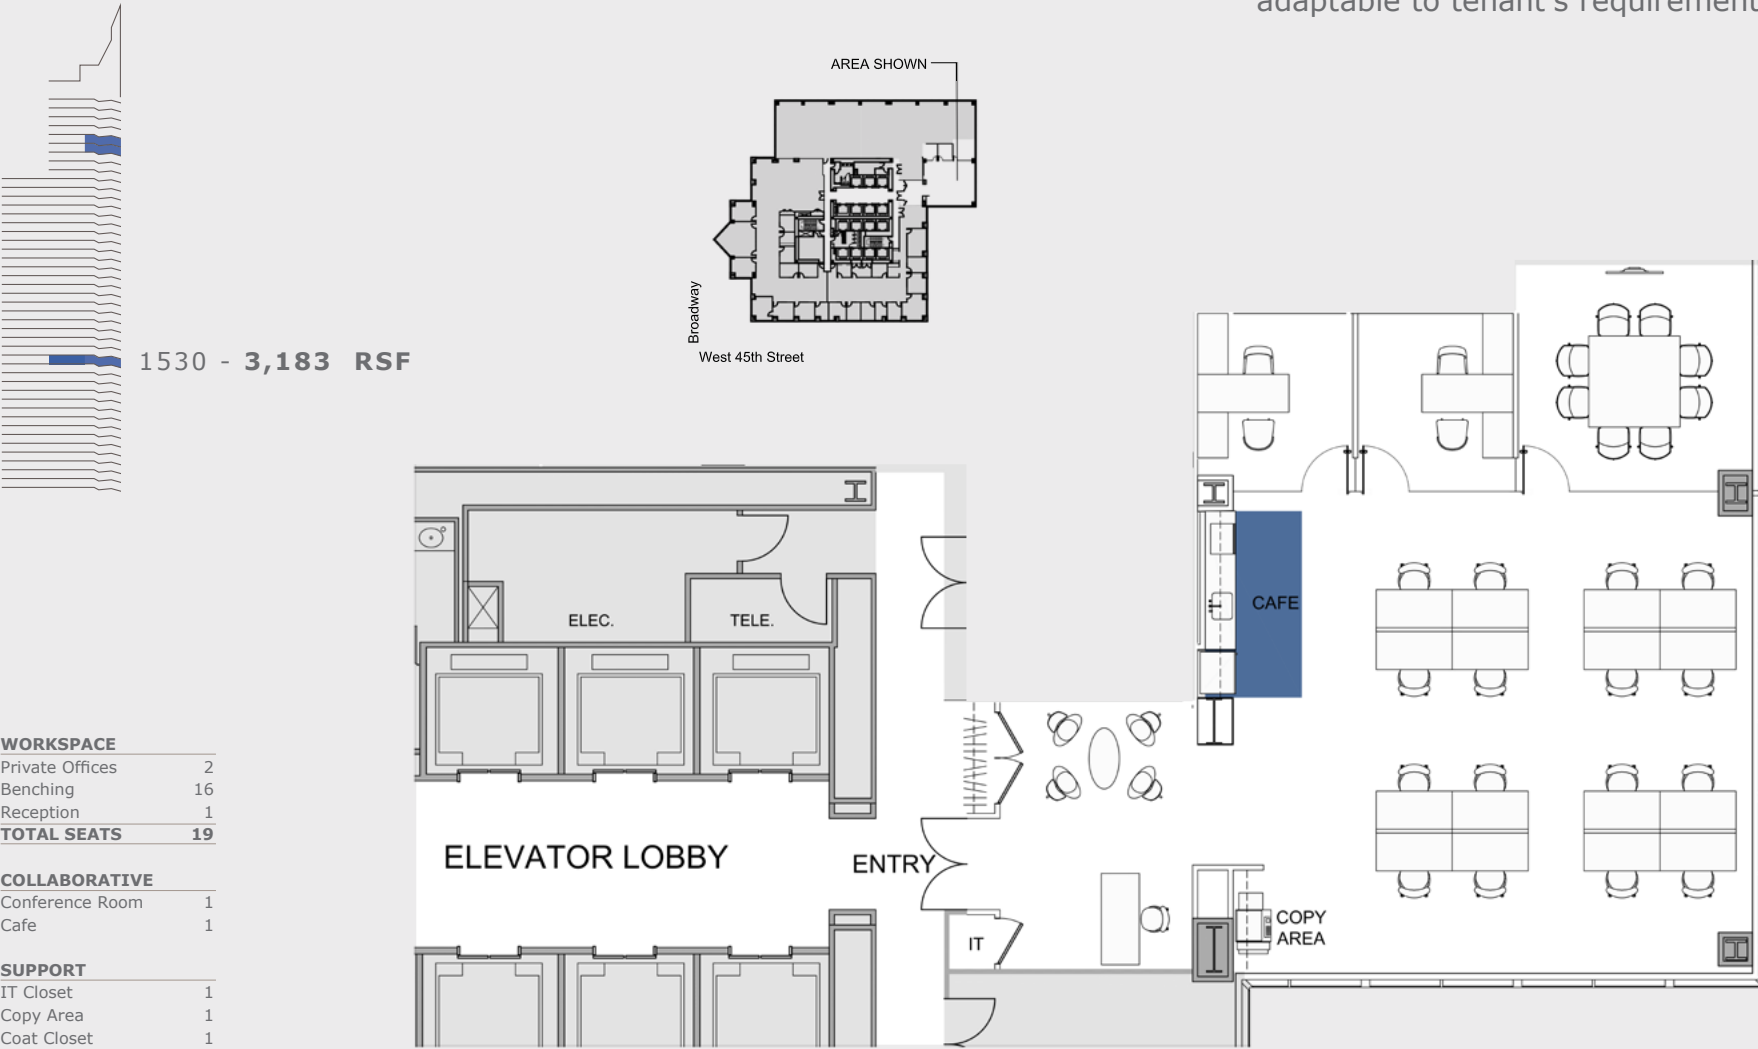 adaptable to tenant's requirement
AREA SHOWN
Broadway
West 45th Street
1530 - 3,183 RSF
ELEC.
TELE.
CAFE
ELEVATOR LOBBY
ENTRY
IT
COPY
AREA
WORKSPACE
Private Offices 2
Benching 16
Reception 1
TOTAL SEATS 19
COLLABORATIVE
Conference Room 1
Cafe 1
SUPPORT
IT Closet 1
Copy Area 1
Coat Closet 1